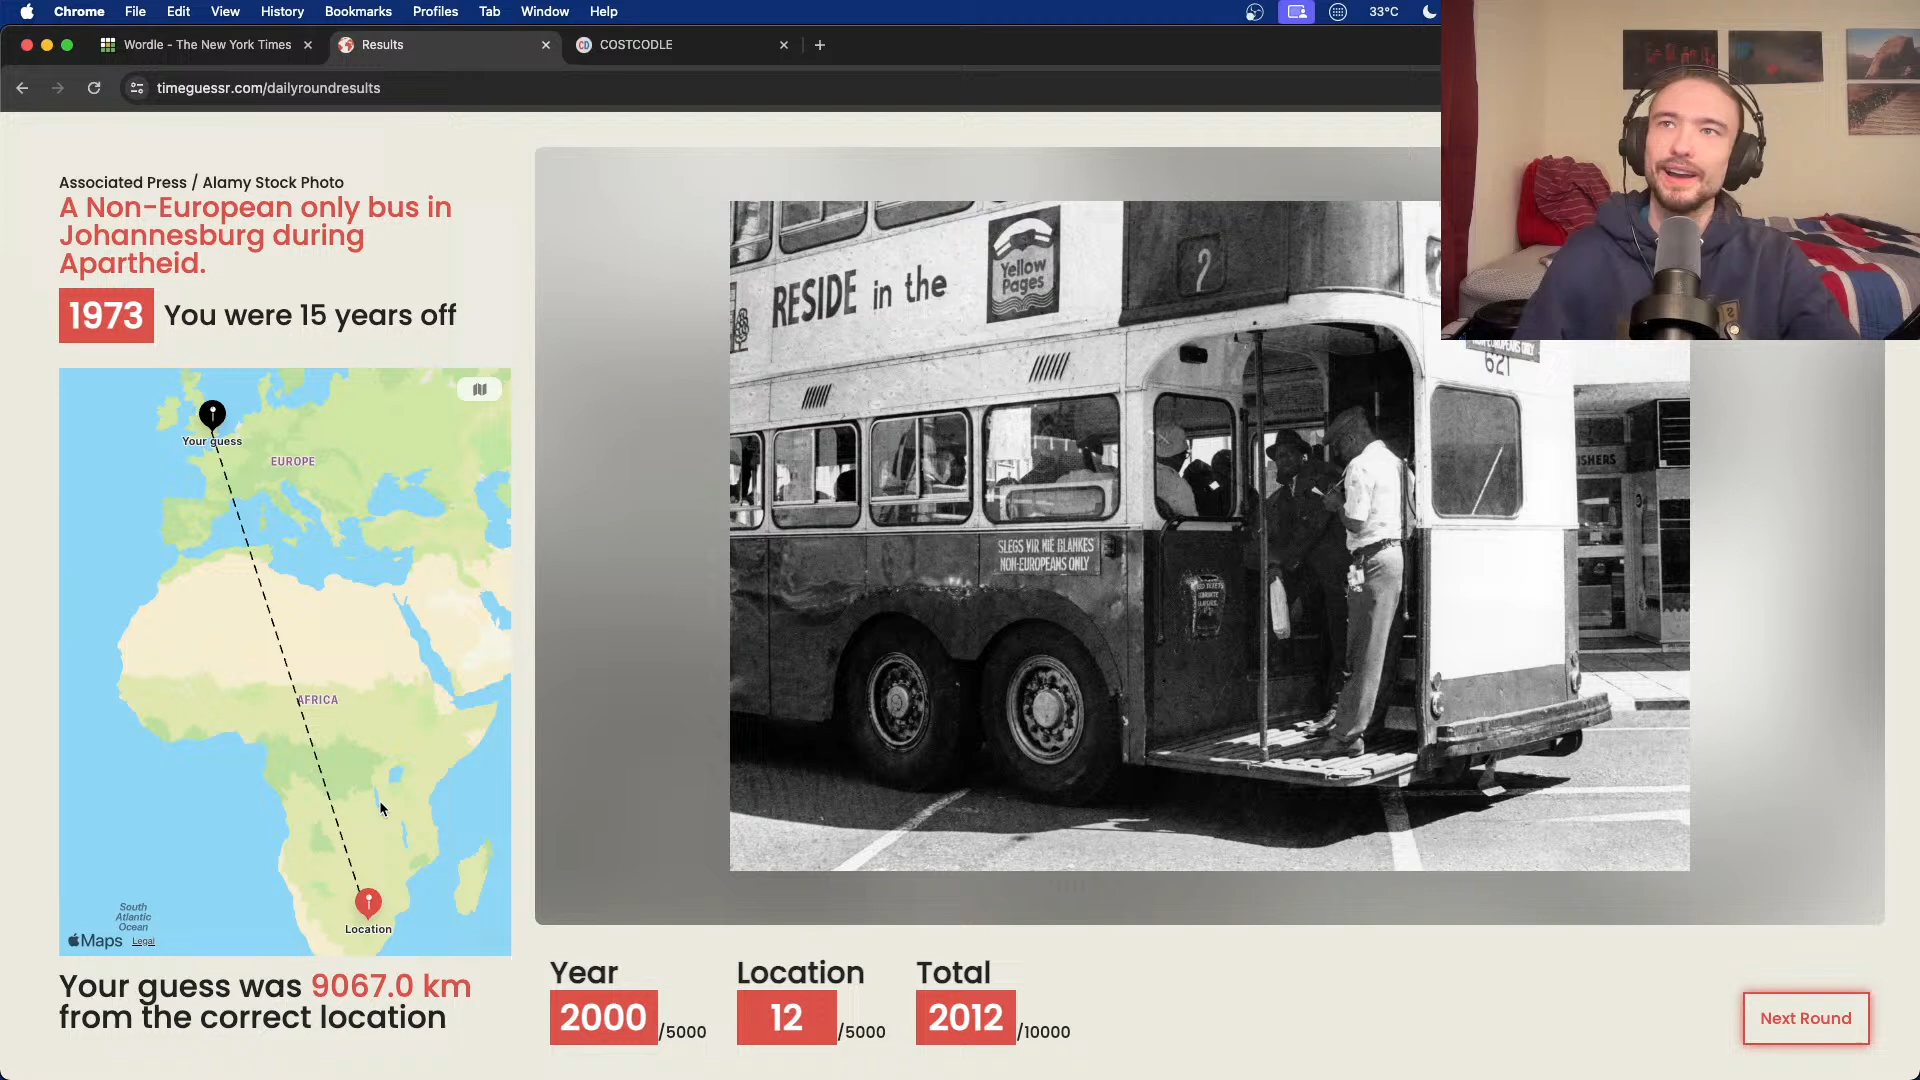 Chrome File Edit View History Bookmarks Profiles Tab Window Help 33°C
Wordle - The New York Times
Results
COSTCODLE
timeguessr.com/dailyroundresults
Associated Press / Alamy Stock Photo
A Non-European only bus in
Johannesburg during
Apartheid.
1973 You were 15 years off
Your guess
EUROPE
AFRICA
South
Atlantic
Ocean
Maps Legal
Location
Your guess was 9067.0 km
from the correct location
RESIDE in the
Yellow
Pages
2
621
SHERS
SLEGS VIR NIE BLANKES
NON-EUROPEANS ONLY
Year Location Total
2000/5000 12/5000 2012/10000
Next Round